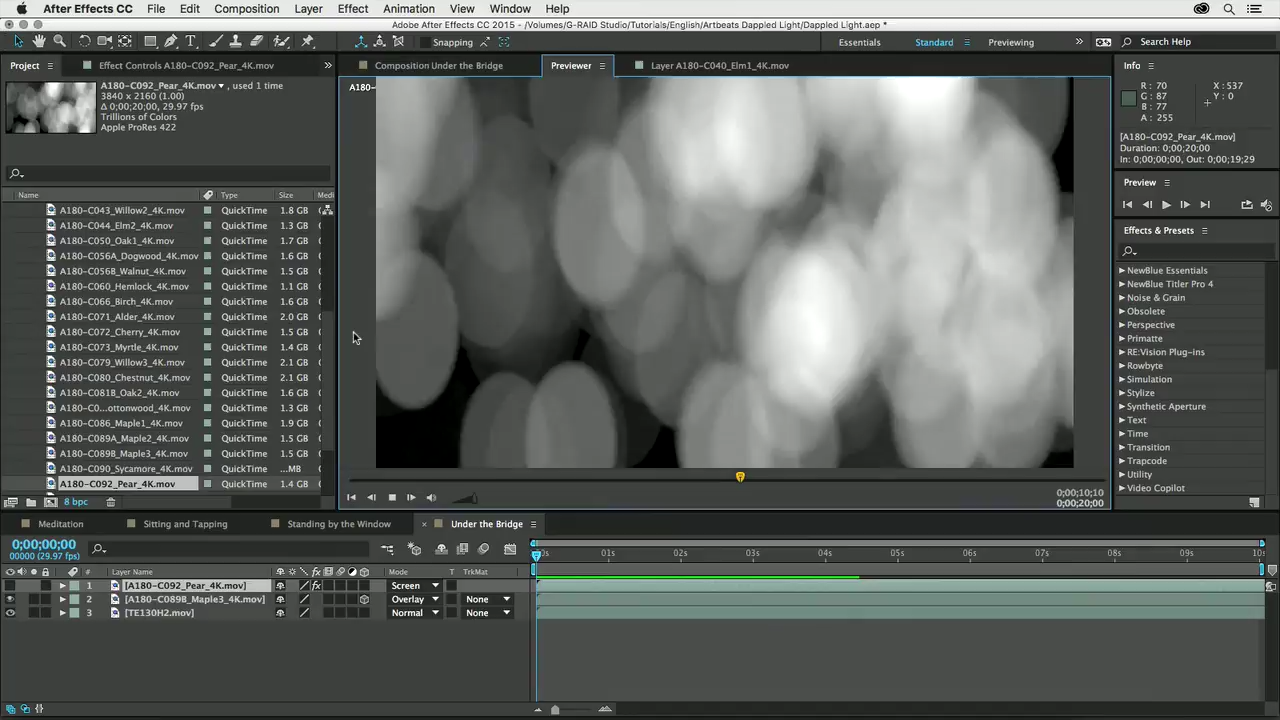 After Effects CC File Edit Composition Layer Effect Animation View Window Help
Adobe After Effects CC 2015 - /Volumes/G-RAID Studio/Tutorials/English/Artbeats Dappled Light/Dappled Light.aep *
Snapping Essentials Standard Previewing Search Help
Project Effect Controls A180-C092_Pear_4K.mov Composition Under the Bridge Previewer Layer A180-C040_Elm1_4K.mov Info
A180-C092_Pear_4K.mov , used 1 time
3840 x 2160 (1.00)
Δ 0;00;20;00, 29.97 fps
Trillions of Colors
Apple ProRes 422
A180-
R : 70 X : 537
G : 87 Y : 0
B : 77
A : 255
[A180-C092_Pear_4K.mov]
Duration: 0;00;20;00
In: 0;00;00;00, Out: 0;00;19;29
Preview
Effects & Presets
Name Type Size Medi
A180-C043_Willow2_4K.mov QuickTime 1.8 GB
A180-C044_Elm2_4K.mov QuickTime 1.3 GB
A180-C050_Oak1_4K.mov QuickTime 1.7 GB
A180-C056A_Dogwood_4K.mov QuickTime 1.6 GB
A180-C056B_Walnut_4K.mov QuickTime 1.5 GB
A180-C060_Hemlock_4K.mov QuickTime 1.1 GB
A180-C066_Birch_4K.mov QuickTime 1.6 GB
A180-C071_Alder_4K.mov QuickTime 2.0 GB
A180-C072_Cherry_4K.mov QuickTime 1.5 GB
A180-C073_Myrtle_4K.mov QuickTime 1.4 GB
A180-C079_Willow3_4K.mov QuickTime 2.1 GB
A180-C080_Chestnut_4K.mov QuickTime 2.1 GB
A180-C081B_Oak2_4K.mov QuickTime 1.6 GB
A180-C0...ottonwood_4K.mov QuickTime 1.3 GB
A180-C086_Maple1_4K.mov QuickTime 1.9 GB
A180-C089A_Maple2_4K.mov QuickTime 1.5 GB
A180-C089B_Maple3_4K.mov QuickTime 1.5 GB
A180-C090_Sycamore_4K.mov QuickTime ...MB
A180-C092_Pear_4K.mov QuickTime 1.4 GB
8 bpc
NewBlue Essentials
NewBlue Titler Pro 4
Noise & Grain
Obsolete
Perspective
Primatte
RE:Vision Plug-ins
Rowbyte
Simulation
Stylize
Synthetic Aperture
Text
Time
Transition
Trapcode
Utility
Video Copilot
0;00;10;10
0;00;20;00
Meditation Sitting and Tapping Standing by the Window Under the Bridge
0;00;00;00
00000 (29.97 fps)
01s 02s 03s 04s 05s 06s 07s 08s 09s
# Layer Name Mode T TrkMat
1 [A180-C092_Pear_4K.mov] Screen
2 [A180-C089B_Maple3_4K.mov] Overlay None
3 [TE130H2.mov] Normal None